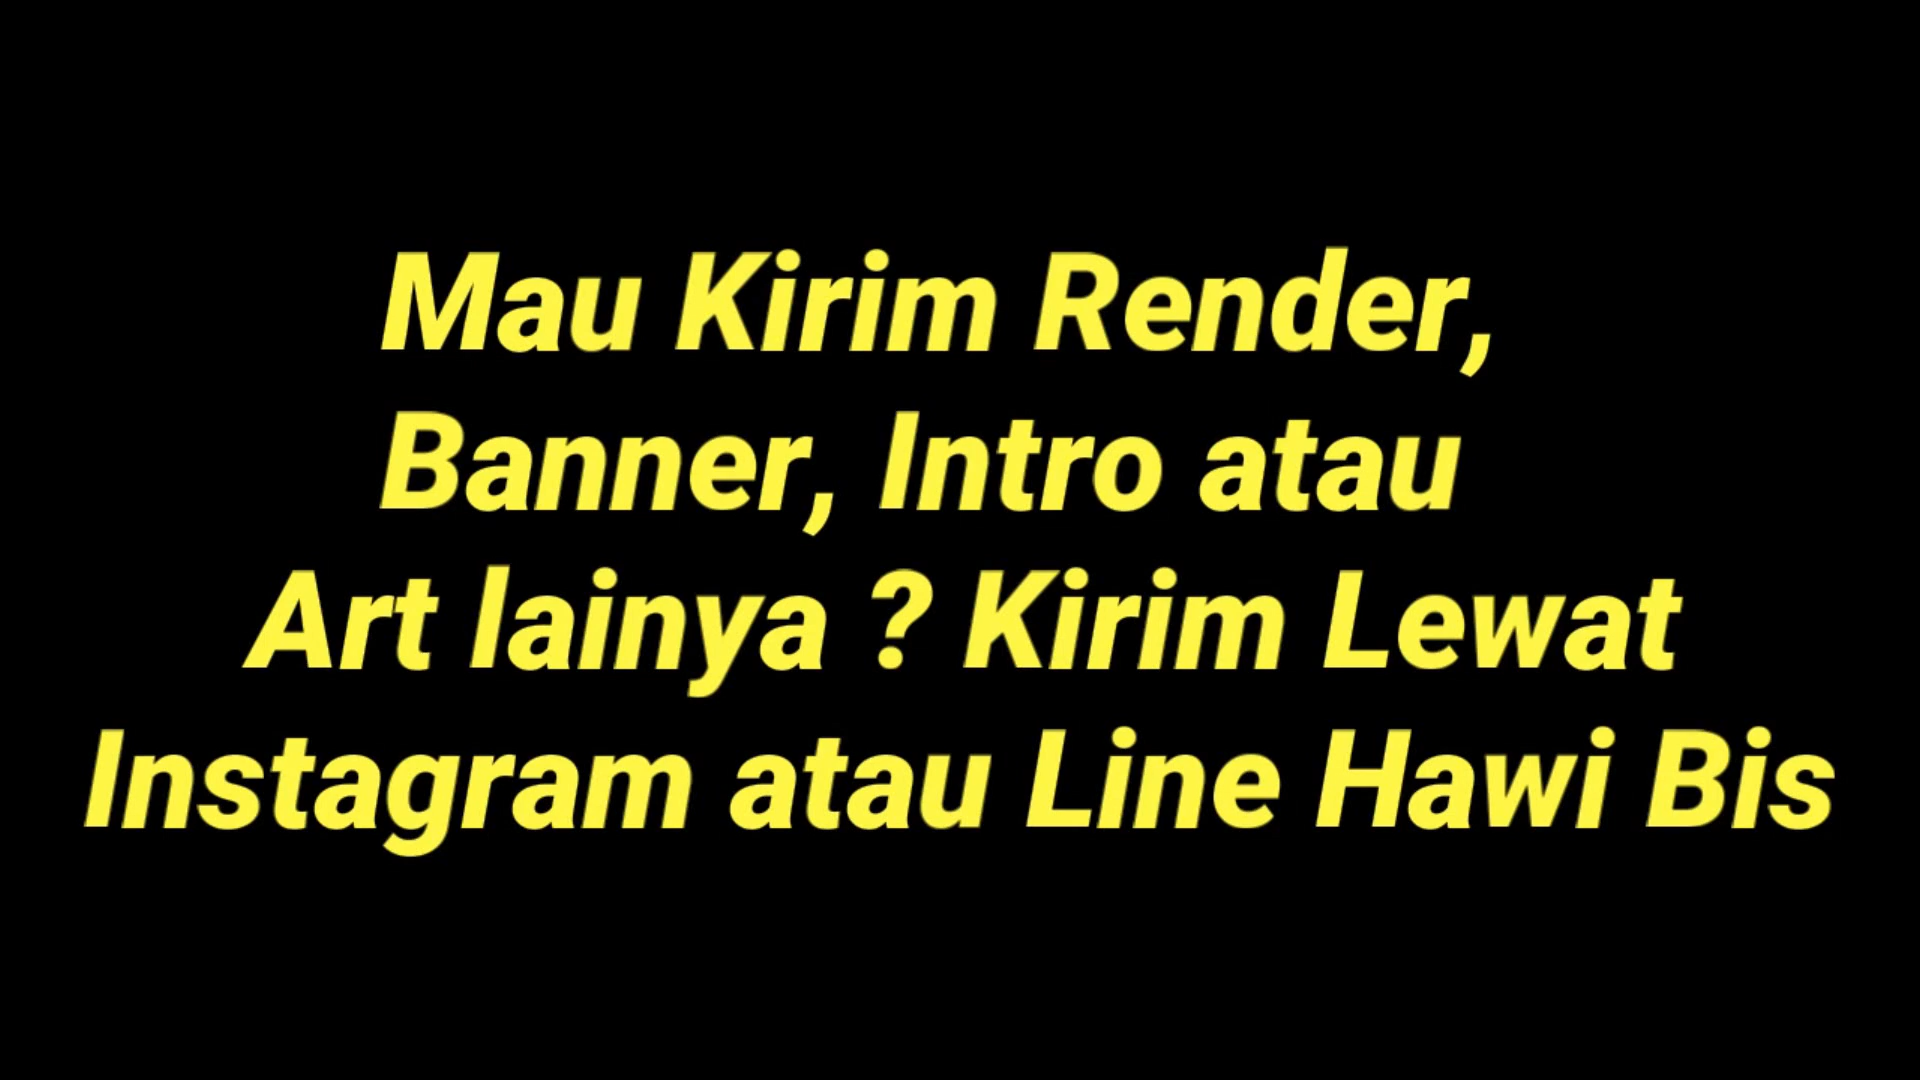 Mau Kirim Render,
Banner, Intro atau
Art lainya ? Kirim Lewat
Instagram atau Line Hawi Bis